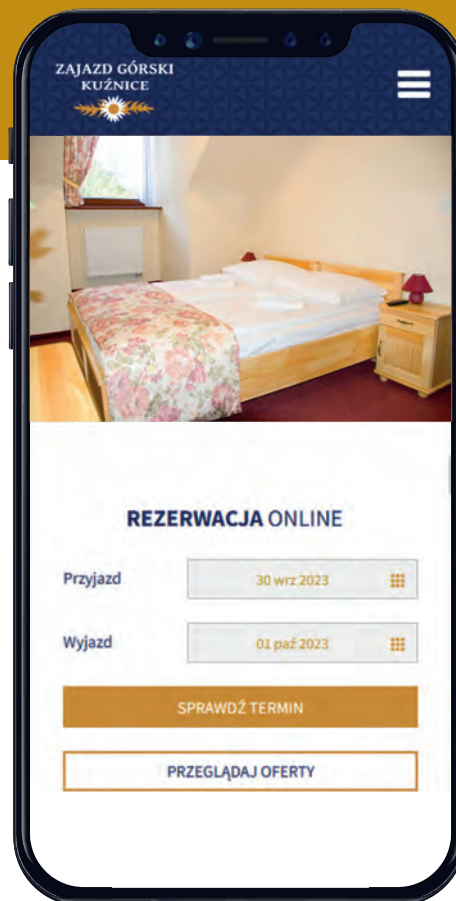 ZAJAZD GÓRSKI
KUŹNICE
REZERWACJA ONLINE
Przyjazd
30 wrz 2023
Wyjazd
01 paź 2023
SPRAWDŹ TERMIN
PRZEGLĄDAJ OFERTY